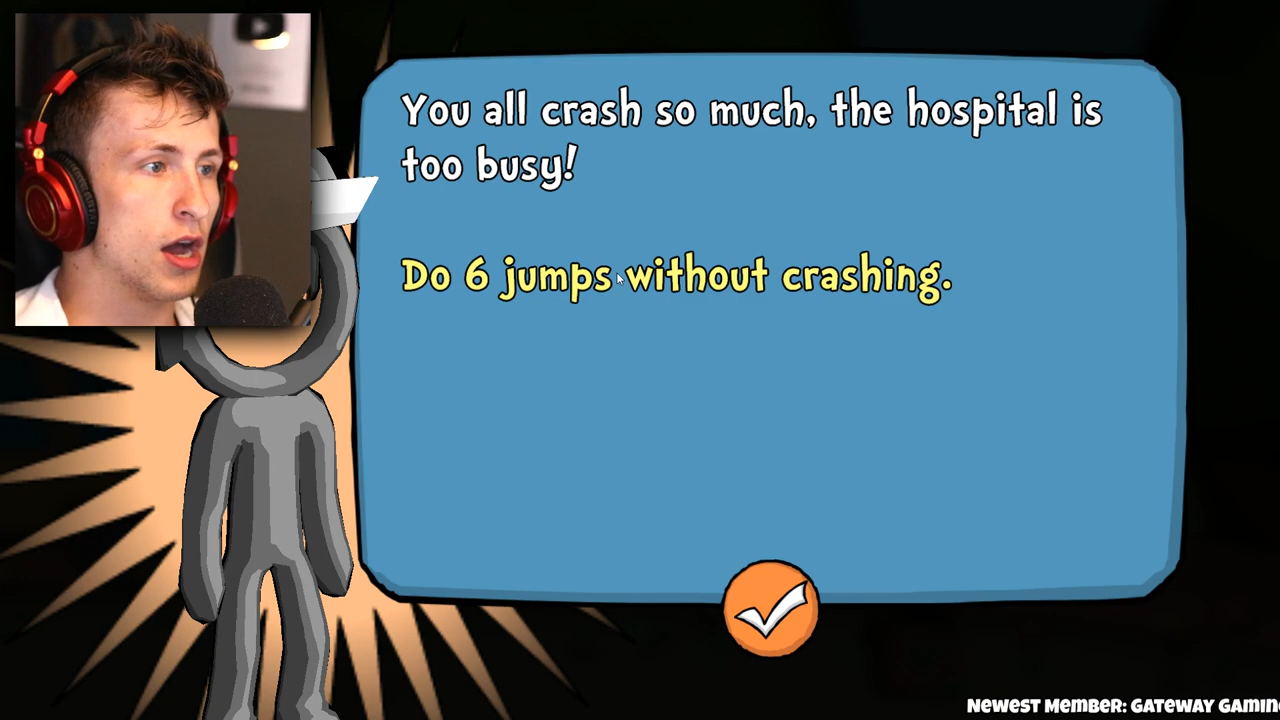 You all crash so much, the hospital is
too busy!
Do 6 jumps without crashing.
Newest Member: Gateway Gamin